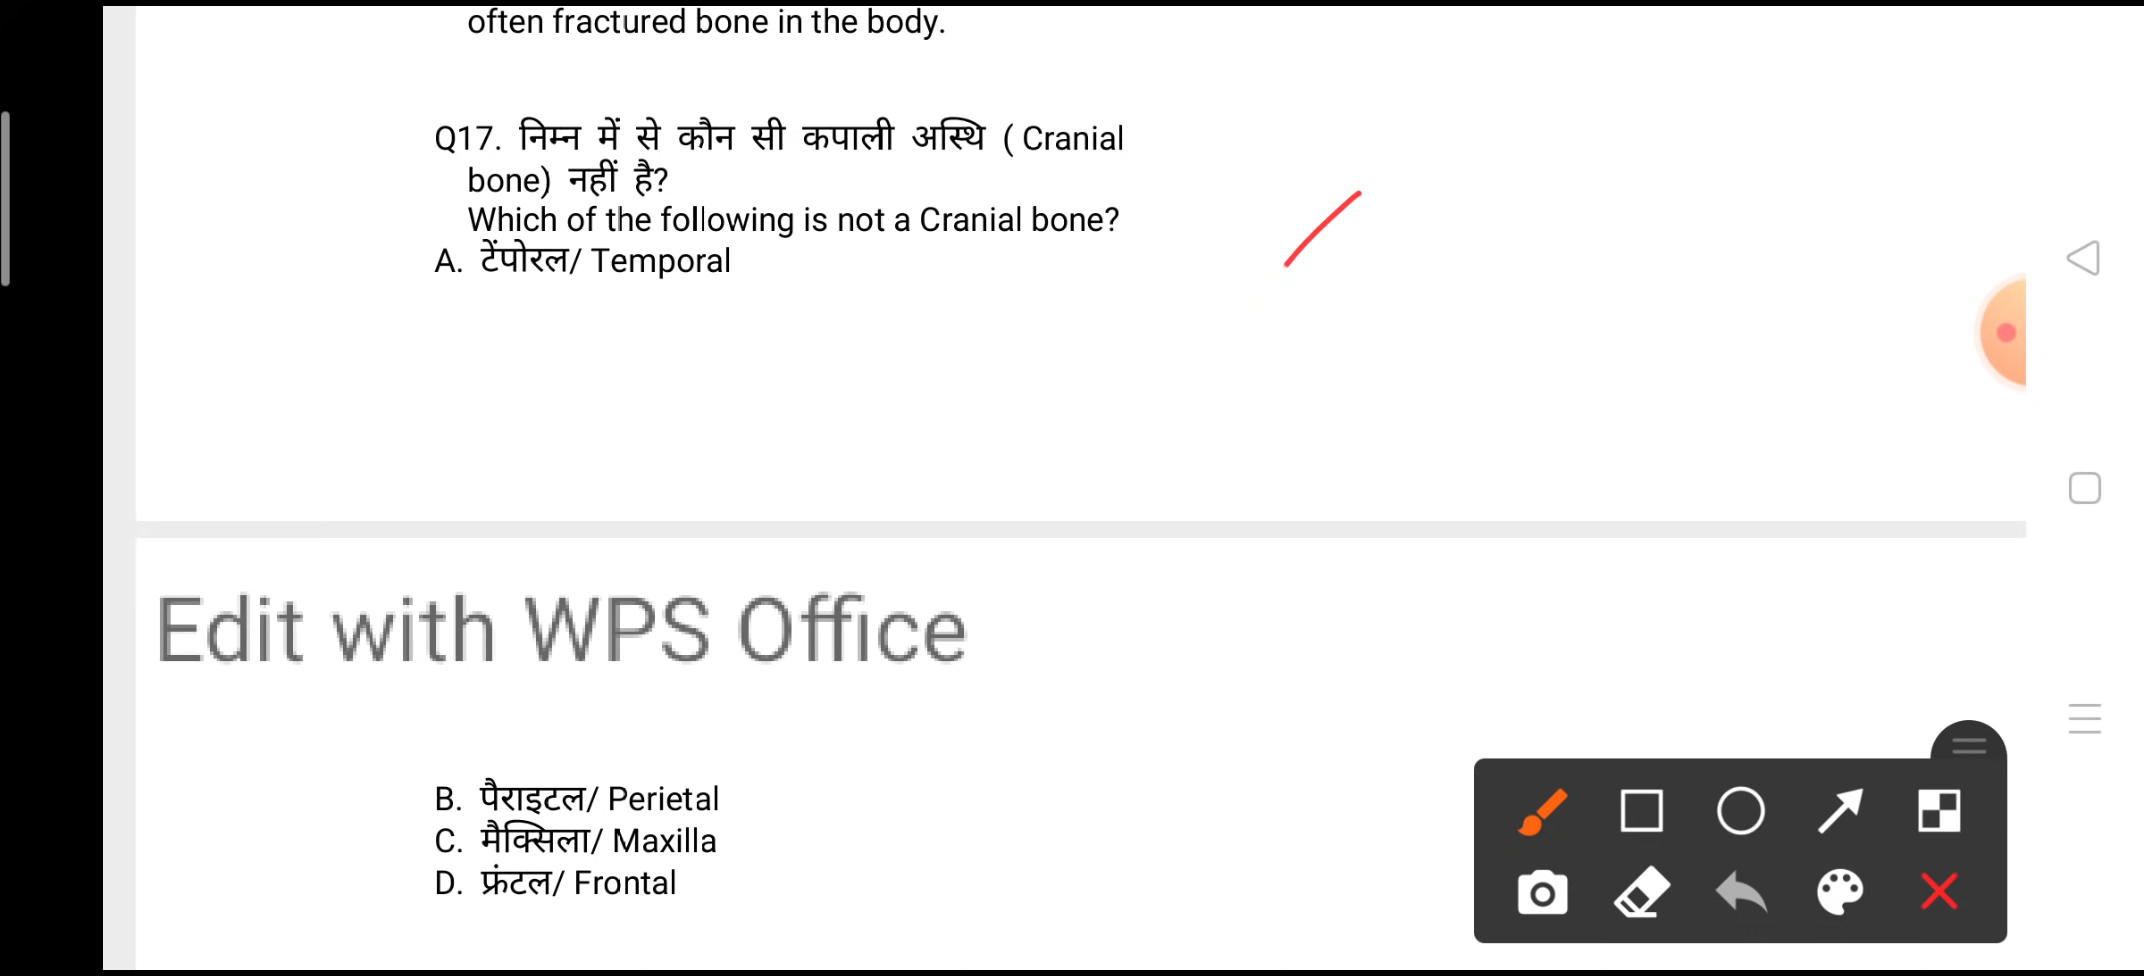 often fractured bone in the body.
Q17. निम्न में से कौन सी कपाली अस्थि ( Cranial
bone) नहीं है?
Which of the following is not a Cranial bone?
A. टेंपोरल/ Temporal
Edit with WPS Office
B. पैराइटल/ Perietal
C. मैक्सिला/ Maxilla
D. फ्रंटल/ Frontal